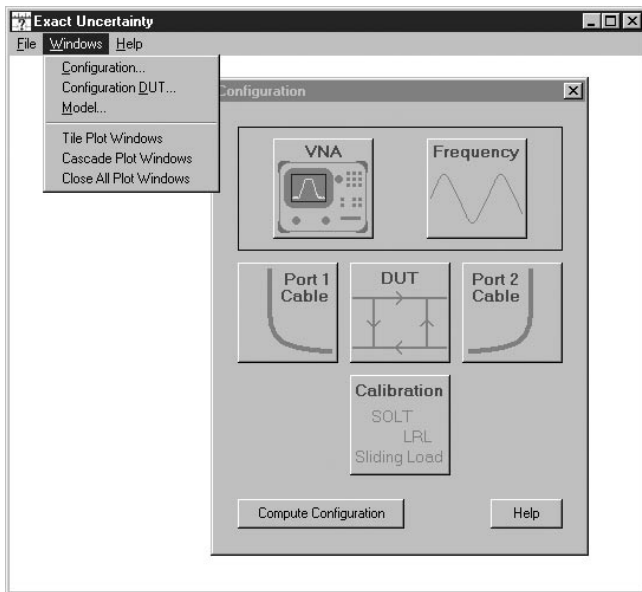 Exact Uncertainty
File Windows Help
Configuration...
Configuration DUT...
Model...
Tile Plot Windows
Cascade Plot Windows
Close All Plot Windows
Configuration
VNA
Frequency
Port 1
Cable
DUT
Port 2
Cable
Calibration
SOLT
LRL
Sliding Load
Compute Configuration
Help